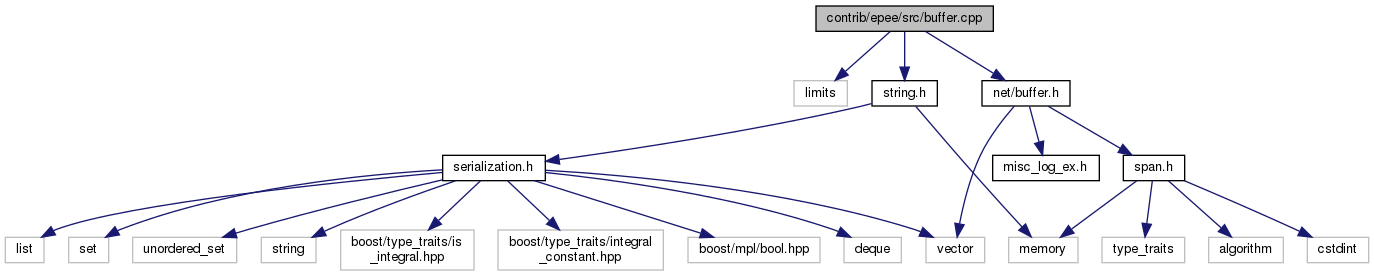 contrib/epee/src/buffer.cpp
limits
string.h
net/buffer.h
serialization.h
misc_log_ex.h
span.h
list
set
unordered_set
string
boost/type_traits/is
_integral.hpp
boost/type_traits/integral
_constant.hpp
boost/mpl/bool.hpp
deque
vector
memory
type_traits
algorithm
cstdint